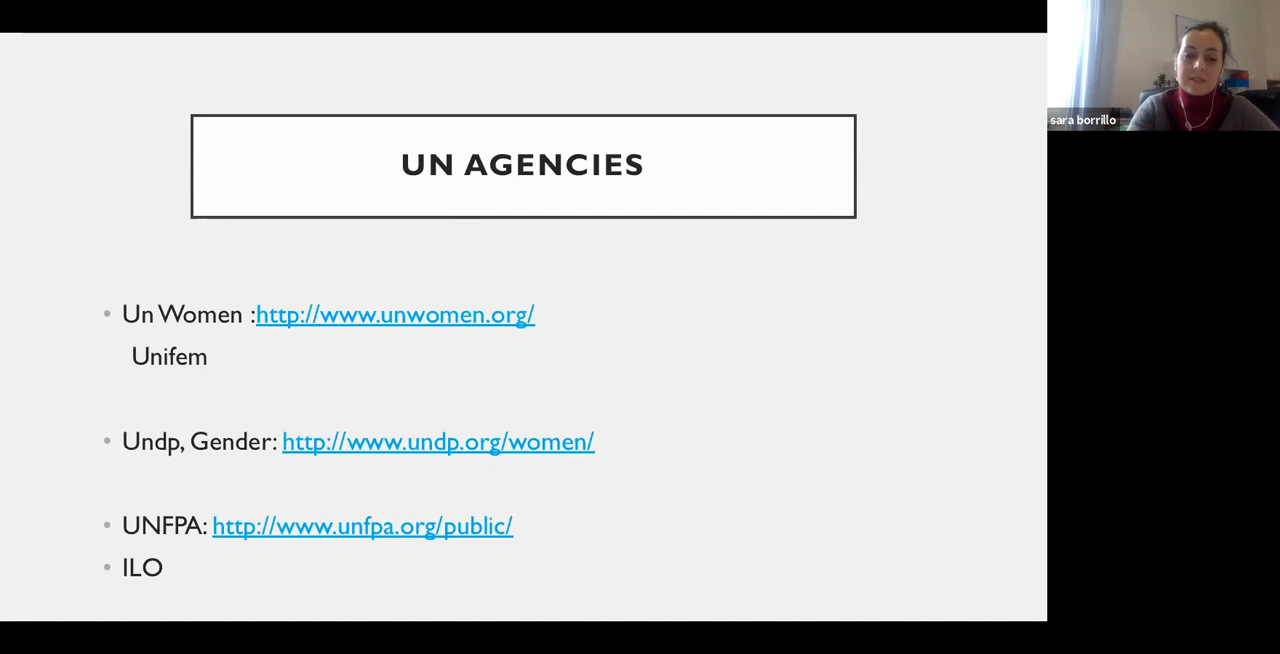 UN AGENCIES
• Un Women :http://www.unwomen.org/
Unifem
• Undp, Gender: http://www.undp.org/women/
• UNFPA: http://www.unfpa.org/public/
• ILO
sara borrillo